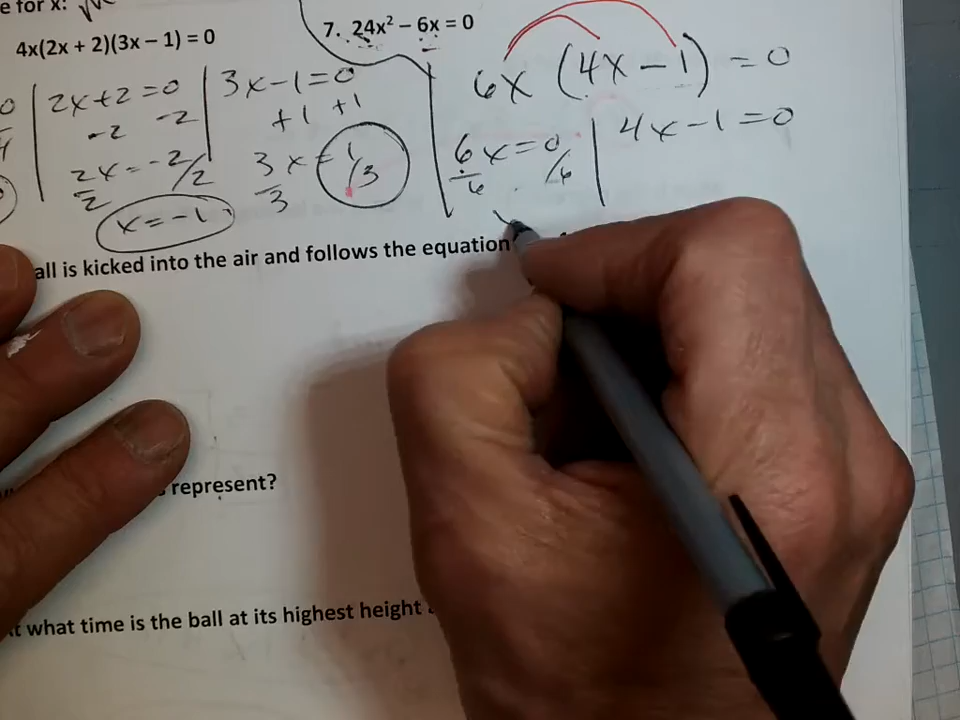 e for x:
4x(2x + 2)(3x − 1) = 0
2x+2=0
-2 -2
2x=-2/2
2
x=-1
3x-1=0
+1 +1
3x=1/3
3
7. 24x² − 6x = 0
6x (4x - 1) = 0
6x=0/6
6
4x-1=0
all is kicked into the air and follows the equation
represent?
t what time is the ball at its highest height